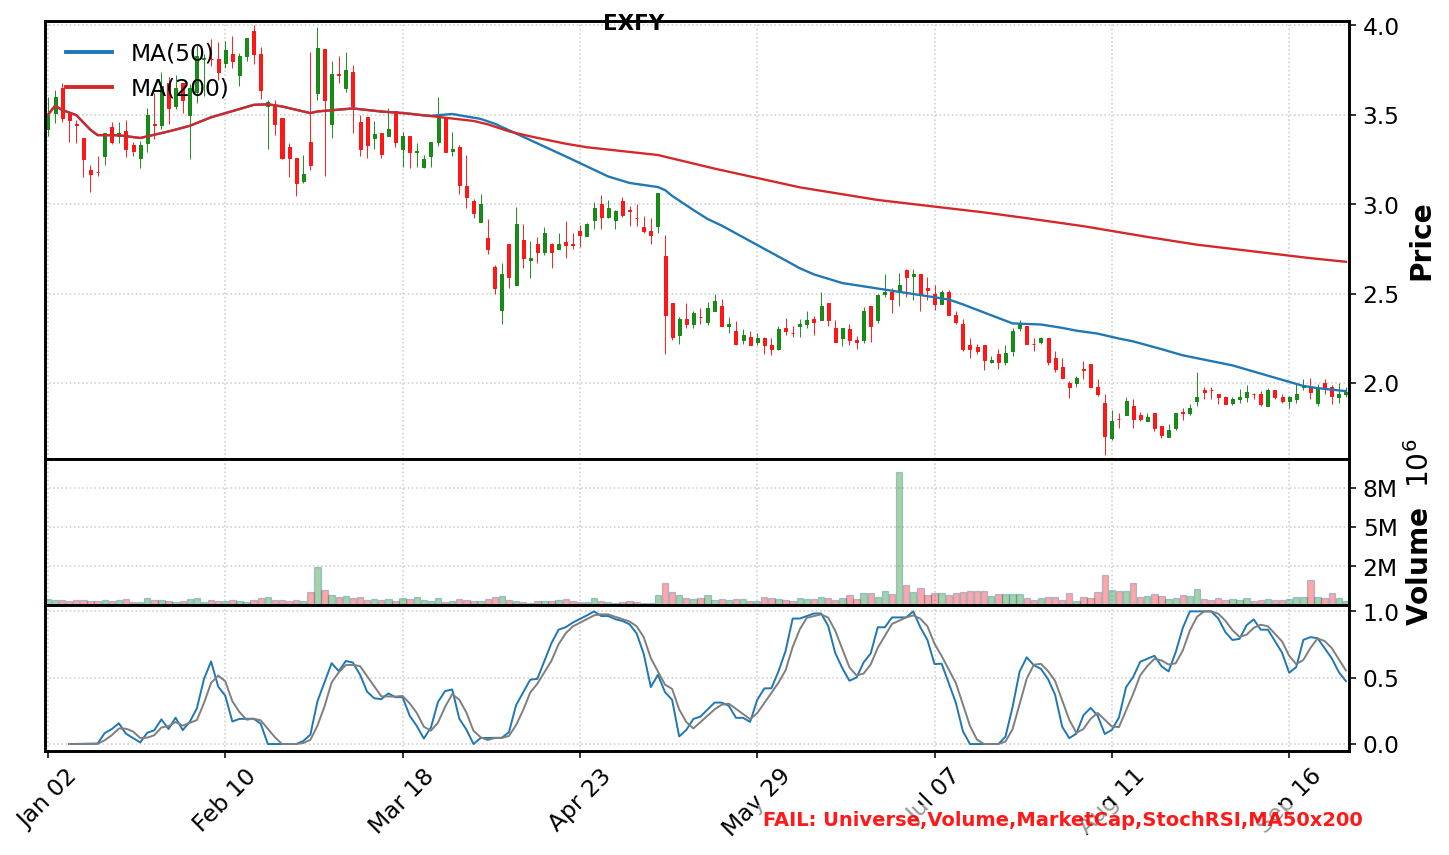 EXFY
MA(50)
MA(200)
4.0
3.5
3.0
2.5
2.0
Price
10⁶
8M
5M
2M
Volume
1.0
0.5
0.0
Jan 02
Feb 10
Mar 18
Apr 23
May 29
Jul 07
Aug 11
Sep 16
FAIL: Universe,Volume,Marketcap,StochRSI,MA50x200